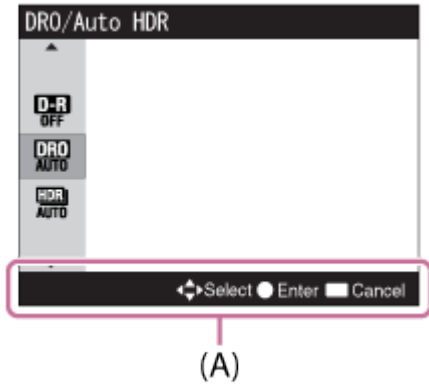 DRO/Auto HDR
D-R
OFF
DRO
AUTO
HDR
AUTO
Select Enter Cancel
(A)